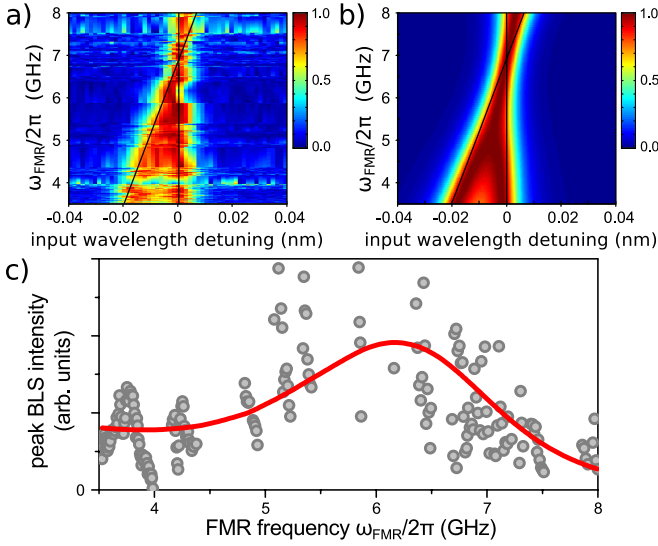 a)
b)
8
7
6
5
4
ω_FMR/2π (GHz)
-0.04 -0.02 0 0.02 0.04
input wavelength detuning (nm)
1.0
0.5
0.0
8
7
6
5
4
ω_FMR/2π (GHz)
-0.04 -0.02 0 0.02 0.04
input wavelength detuning (nm)
1.0
0.5
0.0
c)
peak BLS intensity
(arb. units)
0
4 5 6 7 8
FMR frequency ω_FMR/2π (GHz)